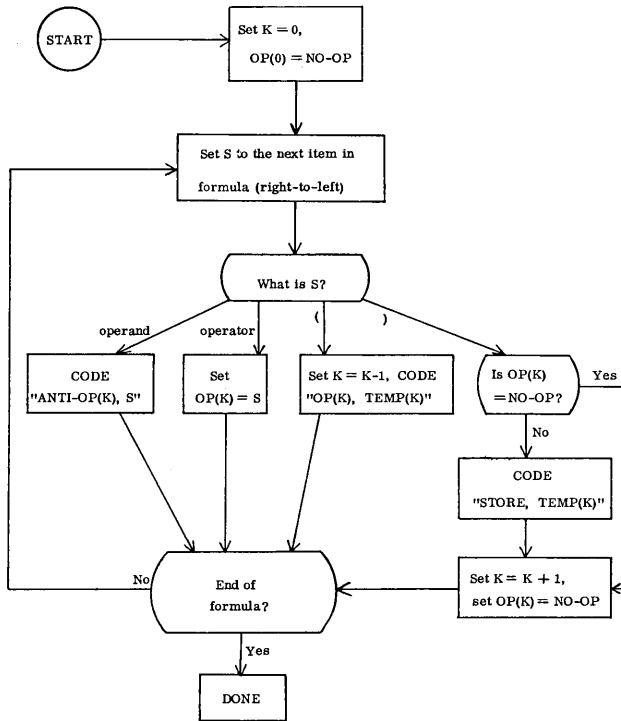 START
Set K = 0,
OP(0) = NO-OP
Set S to the next item in
formula (right-to-left)
What is S?
operand
operator
(
)
CODE
"ANTI-OP(K), S"
Set
OP(K) = S
Set K = K-1, CODE
"OP(K), TEMP(K)"
Is OP(K)
=NO-OP?
Yes
No
CODE
"STORE, TEMP(K)"
Set K = K + 1,
set OP(K) = NO-OP
No
End of
formula?
Yes
DONE